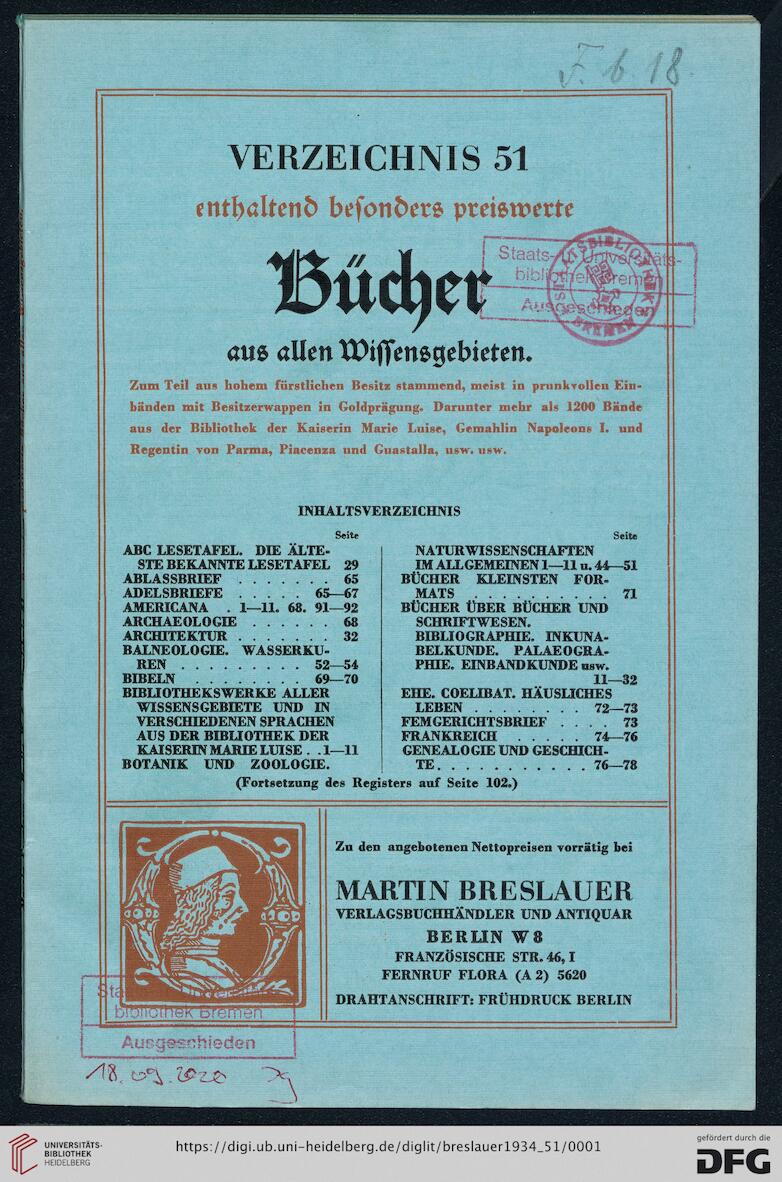 F. b. 18
VERZEICHNIS 51
enthaltend beſonders preiswerte
Bücher
aus allen Wiſſensgebieten.
Staats- u. Universitäts-
bibliothek Bremen
Ausgeschieden
STAATSBIBLIOTHEK
BREMEN
Zum Teil aus hohem fürstlichen Besitz stammend, meist in prunkvollen Ein-
bänden mit Besitzerwappen in Goldprägung. Darunter mehr als 1200 Bände
aus der Bibliothek der Kaiserin Marie Luise, Gemahlin Napoleons I. und
Regentin von Parma, Piacenza und Guastalla, usw. usw.
INHALTSVERZEICHNIS
Seite
ABC LESETAFEL. DIE ÄLTE-
STE BEKANNTE LESETAFEL 29
ABLASSBRIEF . . . . . . . 65
ADELSBRIEFE . . . . . 65—67
AMERICANA . 1—11. 68. 91—92
ARCHAEOLOGIE . . . . . . 68
ARCHITEKTUR . . . . . . . 32
BALNEOLOGIE. WASSERKU-
REN . . . . . . . . . 52—54
BIBELN . . . . . . . . 69—70
BIBLIOTHEKSWERKE ALLER
WISSENSGEBIETE UND IN
VERSCHIEDENEN SPRACHEN
AUS DER BIBLIOTHEK DER
KAISERIN MARIE LUISE . . 1—11
BOTANIK UND ZOOLOGIE.
Seite
NATURWISSENSCHAFTEN
IM ALLGEMEINEN 1—11 u. 44—51
BÜCHER KLEINSTEN FOR-
MATS . . . . . . . . . . 71
BÜCHER ÜBER BÜCHER UND
SCHRIFTWESEN.
BIBLIOGRAPHIE. INKUNA-
BELKUNDE. PALAEOGRA-
PHIE. EINBANDKUNDE usw.
11—32
EHE. COELIBAT. HÄUSLICHES
LEBEN . . . . . . . . 72—73
FEMGERICHTSBRIEF . . . . 73
FRANKREICH . . . . . 74—76
GENEALOGIE UND GESCHICH-
TE . . . . . . . . . . . 76—78
(Fortsetzung des Registers auf Seite 102.)
Zu den angebotenen Nettopreisen vorrätig bei
MARTIN BRESLAUER
VERLAGSBUCHHÄNDLER UND ANTIQUAR
BERLIN W 8
FRANZÖSISCHE STR. 46, I
FERNRUF FLORA (A 2) 5620
DRAHTANSCHRIFT: FRÜHDRUCK BERLIN
bibliothek Bremen
Ausgeschieden
18.09.2020
UNIVERSITÄTS-
BIBLIOTHEK
HEIDELBERG
https://digi.ub.uni-heidelberg.de/diglit/breslauer1934_51/0001
gefördert durch die
DFG